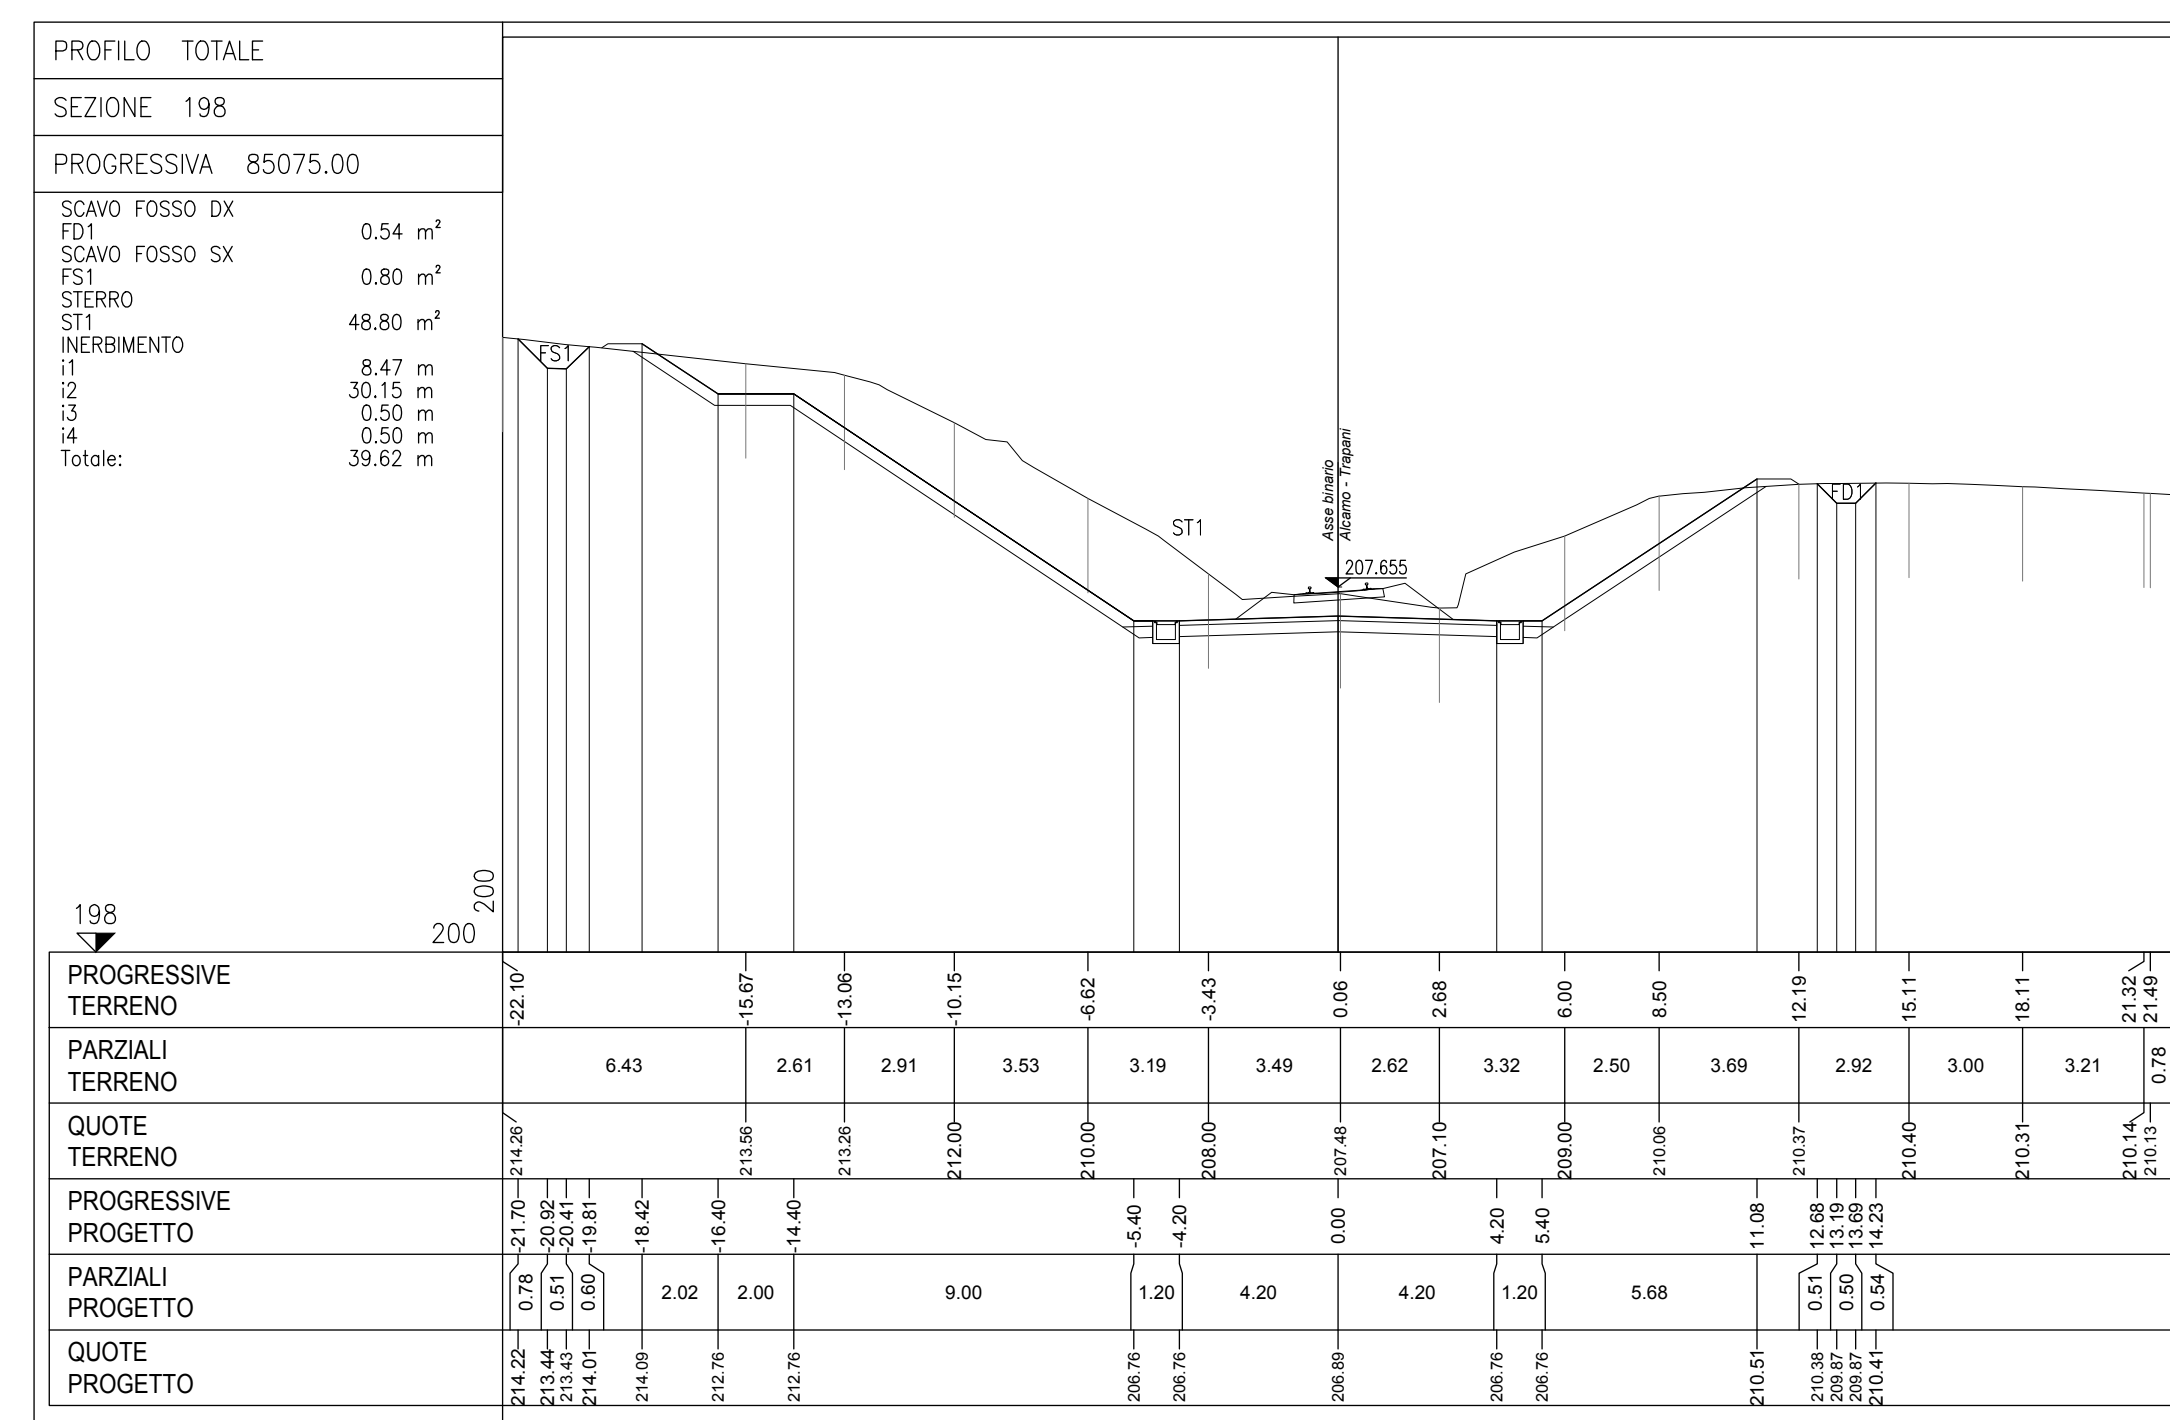 PROFILO TOTALE
SEZIONE 198
PROGRESSIVA 85075.00
SCAVO FOSSO DX
FD1 0.54 m²
SCAVO FOSSO SX
FS1 0.80 m²
STERRO
ST1 48.80 m²
INERBIMENTO
i1 8.47 m
i2 30.15 m
i3 0.50 m
i4 0.50 m
Totale: 39.62 m
FS1
ST1
Asse binario
Alcamo - Trapani
207.655
FD1
198
200
200
PROGRESSIVE
TERRENO
-22.10 -15.67 -13.06 -10.15 -6.62 -3.43 0.06 2.68 6.00 8.50 12.19 15.11 18.11 21.32 21.49
PARZIALI
TERRENO
6.43 2.61 2.91 3.53 3.19 3.49 2.62 3.32 2.50 3.69 2.92 3.00 3.21 0.78
QUOTE
TERRENO
214.26 213.56 213.26 212.00 210.00 208.00 207.48 207.10 209.00 210.06 210.37 210.40 210.31 210.14 210.13
PROGRESSIVE
PROGETTO
-21.70 -20.92 -20.41 -19.81 -18.42 -16.40 -14.40 -5.40 -4.20 0.00 4.20 5.40 11.08 12.68 13.19 13.69 14.23
PARZIALI
PROGETTO
0.78 0.51 0.60 2.02 2.00 9.00 1.20 4.20 4.20 1.20 5.68 0.51 0.50 0.54
QUOTE
PROGETTO
214.22 213.44 213.43 214.01 214.09 212.76 212.76 206.76 206.76 206.89 206.76 206.76 210.51 210.38 209.87 209.87 210.41